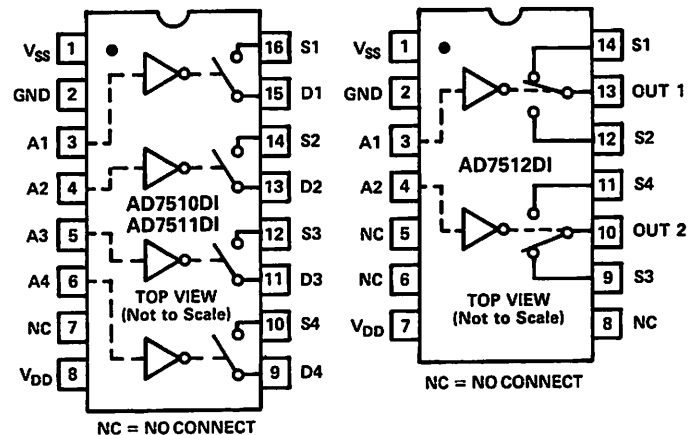 V_SS 1
GND 2
A1 3
A2 4
A3 5
A4 6
NC 7
V_DD 8
16 S1
15 D1
14 S2
13 D2
12 S3
11 D3
10 S4
9 D4
AD7510DI
AD7511DI
TOP VIEW
(Not to Scale)
NC = NO CONNECT
V_SS 1
GND 2
A1 3
A2 4
NC 5
NC 6
V_DD 7
14 S1
13 OUT 1
12 S2
11 S4
10 OUT 2
9 S3
8 NC
AD7512DI
TOP VIEW
(Not to Scale)
NC = NO CONNECT